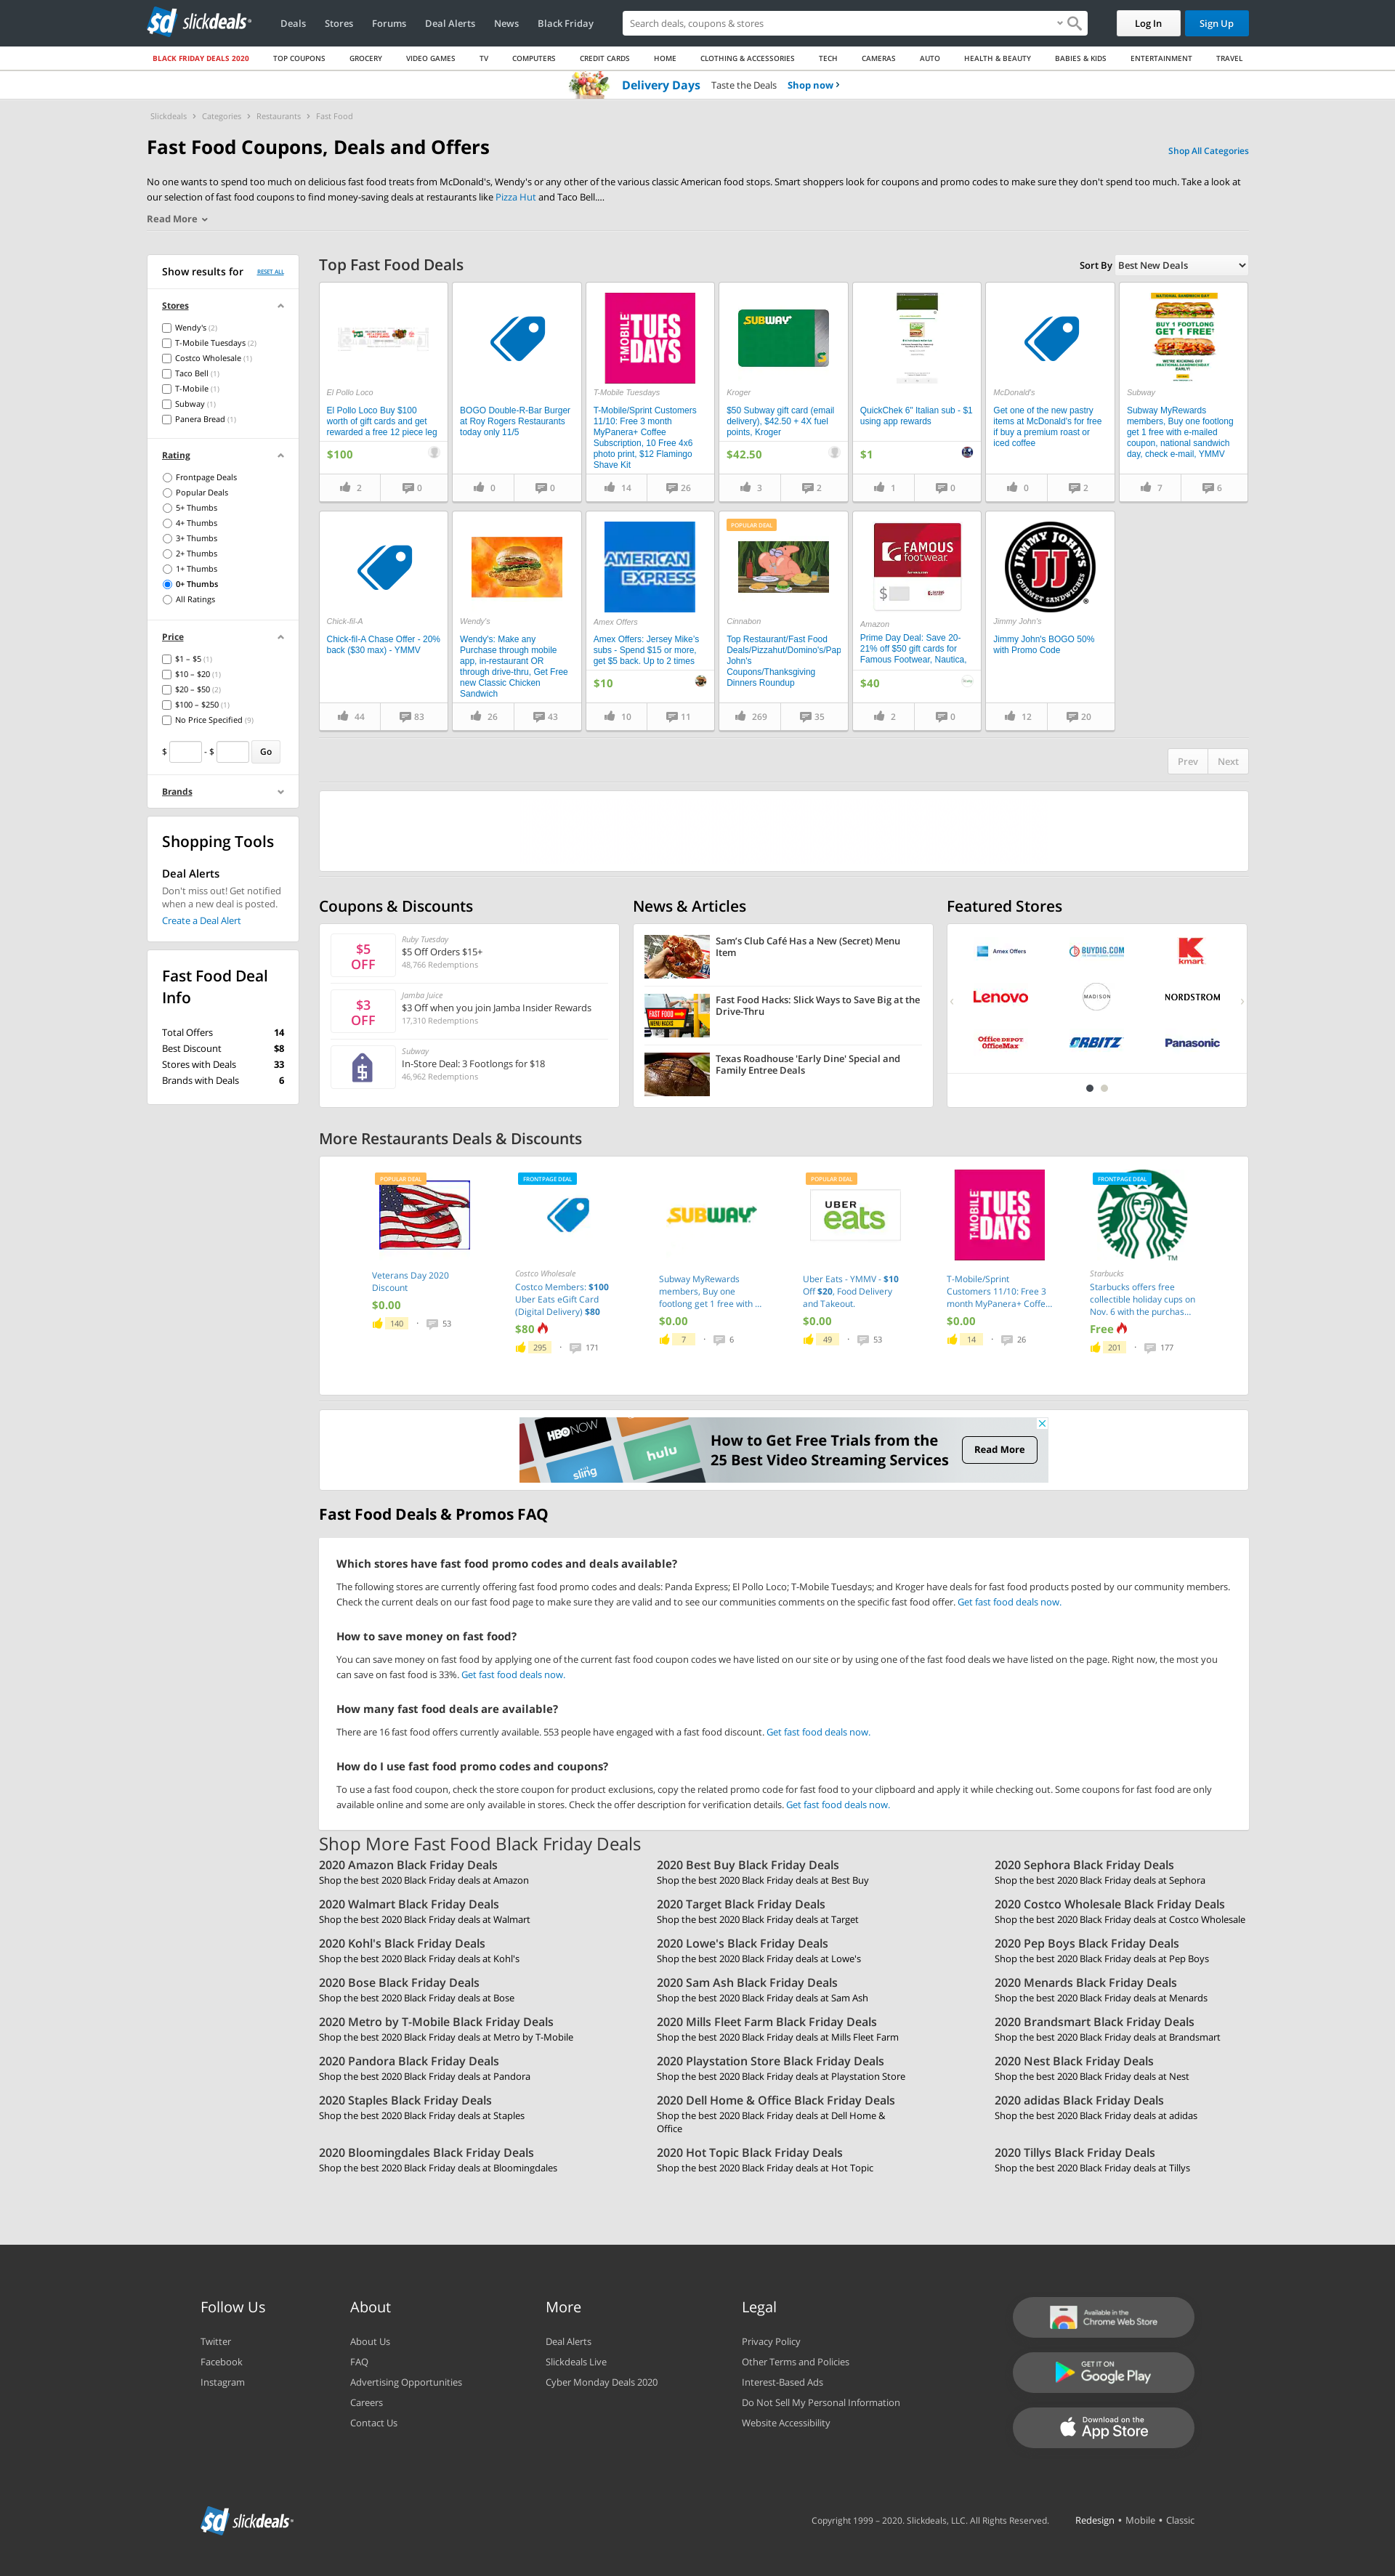 slickdeals
Deals
Stores
Forums
Deal Alerts
News
Black Friday
Search deals, coupons & stores
Log In
Sign Up
BLACK FRIDAY DEALS 2020
TOP COUPONS
GROCERY
VIDEO GAMES
TV
COMPUTERS
CREDIT CARDS
HOME
CLOTHING & ACCESSORIES
TECH
CAMERAS
AUTO
HEALTH & BEAUTY
BABIES & KIDS
ENTERTAINMENT
TRAVEL
Delivery Days Taste the Deals Shop now
Slickdeals › Categories › Restaurants › Fast Food
Fast Food Coupons, Deals and Offers
Shop All Categories
No one wants to spend too much on delicious fast food treats from McDonald's, Wendy's or any of the various classic American food stops. Smart shoppers look for coupons and promo codes to make sure they don't spend too much. Take a look at
our selection of fast food coupons to find money-saving deals at restaurants like Pizza Hut and Taco Bell....
Read More
Show results for RESET ALL
Stores
Wendy's (2)
T-Mobile Tuesdays (2)
Costco Wholesale (1)
Taco Bell (1)
T-Mobile (1)
Subway (1)
Panera Bread (1)
Rating
Frontpage Deals
Popular Deals
5+ Thumbs
4+ Thumbs
3+ Thumbs
2+ Thumbs
1+ Thumbs
0+ Thumbs
All Ratings
Price
$1 – $5 (1)
$10 – $20 (1)
$20 – $50 (2)
$100 – $250 (1)
No Price Specified (9)
$ - $ Go
Brands
Shopping Tools
Deal Alerts
Don't miss out! Get notified
when a new deal is posted.
Create a Deal Alert
Fast Food Deal
Info
Total Offers 14
Best Discount $8
Stores with Deals 33
Brands with Deals 6
Top Fast Food Deals
Sort By Best New Deals
El Pollo Loco
El Pollo Loco Buy $100
worth of gift cards and get
rewarded a free 12 piece leg
$100
2 0
BOGO Double-R-Bar Burger
at Roy Rogers Restaurants
today only 11/5
0 0
T-MOBILE TUESDAYS
T-Mobile Tuesdays
T-Mobile/Sprint Customers
11/10: Free 3 month
MyPanera+ Coffee
Subscription, 10 Free 4x6
photo print, $12 Flamingo
Shave Kit
14 26
SUBWAY
Kroger
$50 Subway gift card (email
delivery), $42.50 + 4X fuel
points, Kroger
$42.50
3 2
QuickChek 6" Italian sub - $1
using app rewards
$1
1 0
McDonald's
Get one of the new pastry
items at McDonald's for free
if buy a premium roast or
iced coffee
0 2
NATIONAL SANDWICH DAY
BUY 1 FOOTLONG
GET 1 FREE
Subway
Subway MyRewards
members, Buy one footlong
get 1 free with e-mailed
coupon, national sandwich
day, check e-mail, YMMV
7 6
Chick-fil-A
Chick-fil-A Chase Offer - 20%
back ($30 max) - YMMV
44 83
Wendy's
Wendy's: Make any
Purchase through mobile
app, in-restaurant OR
through drive-thru, Get Free
new Classic Chicken
Sandwich
26 43
AMERICAN
EXPRESS
Amex Offers
Amex Offers: Jersey Mike's
subs - Spend $15 or more,
get $5 back. Up to 2 times
$10
10 11
POPULAR DEAL
Cinnabon
Top Restaurant/Fast Food
Deals/Pizzahut/Domino's/Pap
John's
Coupons/Thanksgiving
Dinners Roundup
269 35
FAMOUS
footwear.
$
Amazon
Prime Day Deal: Save 20-
21% off $50 gift cards for
Famous Footwear, Nautica,
$40
2 0
JIMMY JOHN'S
JJ
GOURMET SANDWICHES
Jimmy John's
Jimmy John's BOGO 50%
with Promo Code
12 20
Prev Next
Coupons & Discounts
$5
OFF
Ruby Tuesday
$5 Off Orders $15+
48,766 Redemptions
$3
OFF
Jamba Juice
$3 Off when you join Jamba Insider Rewards
17,310 Redemptions
$
Subway
In-Store Deal: 3 Footlongs for $18
46,962 Redemptions
News & Articles
Sam's Club Café Has a New (Secret) Menu
Item
FAST FOOD
MENU HACKS
Fast Food Hacks: Slick Ways to Save Big at the
Drive-Thru
Texas Roadhouse 'Early Dine' Special and
Family Entree Deals
Featured Stores
Amex Offers
BUYDIG.COM
kmart
Lenovo
MADISON
NORDSTROM
Office DEPOT
OfficeMax
ORBITZ
Panasonic
More Restaurants Deals & Discounts
POPULAR DEAL
Veterans Day 2020
Discount
$0.00
140 · 53
FRONTPAGE DEAL
Costco Wholesale
Costco Members: $100
Uber Eats eGift Card
(Digital Delivery) $80
$80
295 · 171
SUBWAY
Subway MyRewards
members, Buy one
footlong get 1 free with ...
$0.00
7 · 6
POPULAR DEAL
UBER
eats
Uber Eats - YMMV - $10
Off $20, Food Delivery
and Takeout.
$0.00
49 · 53
T-MOBILE TUESDAYS
T-Mobile/Sprint
Customers 11/10: Free 3
month MyPanera+ Coffe...
$0.00
14 · 26
FRONTPAGE DEAL
Starbucks
Starbucks offers free
collectible holiday cups on
Nov. 6 with the purchas...
Free
201 · 177
HBO NOW
sling
hulu
How to Get Free Trials from the
25 Best Video Streaming Services
Read More
Fast Food Deals & Promos FAQ
Which stores have fast food promo codes and deals available?
The following stores are currently offering fast food promo codes and deals: Panda Express; El Pollo Loco; T-Mobile Tuesdays; and Kroger have deals for fast food products posted by our community members.
Check the current deals on our fast food page to make sure they are valid and to see our communities comments on the specific fast food offer. Get fast food deals now.
How to save money on fast food?
You can save money on fast food by applying one of the current fast food coupon codes we have listed on our site or by using one of the fast food deals we have listed on the page. Right now, the most you
can save on fast food is 33%. Get fast food deals now.
How many fast food deals are available?
There are 16 fast food offers currently available. 553 people have engaged with a fast food discount. Get fast food deals now.
How do I use fast food promo codes and coupons?
To use a fast food coupon, check the store coupon for product exclusions, copy the related promo code for fast food to your clipboard and apply it while checking out. Some coupons for fast food are only
available online and some are only available in stores. Check the offer description for verification details. Get fast food deals now.
Shop More Fast Food Black Friday Deals
2020 Amazon Black Friday Deals
Shop the best 2020 Black Friday deals at Amazon
2020 Best Buy Black Friday Deals
Shop the best 2020 Black Friday deals at Best Buy
2020 Sephora Black Friday Deals
Shop the best 2020 Black Friday deals at Sephora
2020 Walmart Black Friday Deals
Shop the best 2020 Black Friday deals at Walmart
2020 Target Black Friday Deals
Shop the best 2020 Black Friday deals at Target
2020 Costco Wholesale Black Friday Deals
Shop the best 2020 Black Friday deals at Costco Wholesale
2020 Kohl's Black Friday Deals
Shop the best 2020 Black Friday deals at Kohl's
2020 Lowe's Black Friday Deals
Shop the best 2020 Black Friday deals at Lowe's
2020 Pep Boys Black Friday Deals
Shop the best 2020 Black Friday deals at Pep Boys
2020 Bose Black Friday Deals
Shop the best 2020 Black Friday deals at Bose
2020 Sam Ash Black Friday Deals
Shop the best 2020 Black Friday deals at Sam Ash
2020 Menards Black Friday Deals
Shop the best 2020 Black Friday deals at Menards
2020 Metro by T-Mobile Black Friday Deals
Shop the best 2020 Black Friday deals at Metro by T-Mobile
2020 Mills Fleet Farm Black Friday Deals
Shop the best 2020 Black Friday deals at Mills Fleet Farm
2020 Brandsmart Black Friday Deals
Shop the best 2020 Black Friday deals at Brandsmart
2020 Pandora Black Friday Deals
Shop the best 2020 Black Friday deals at Pandora
2020 Playstation Store Black Friday Deals
Shop the best 2020 Black Friday deals at Playstation Store
2020 Nest Black Friday Deals
Shop the best 2020 Black Friday deals at Nest
2020 Staples Black Friday Deals
Shop the best 2020 Black Friday deals at Staples
2020 Dell Home & Office Black Friday Deals
Shop the best 2020 Black Friday deals at Dell Home &
Office
2020 adidas Black Friday Deals
Shop the best 2020 Black Friday deals at adidas
2020 Bloomingdales Black Friday Deals
Shop the best 2020 Black Friday deals at Bloomingdales
2020 Hot Topic Black Friday Deals
Shop the best 2020 Black Friday deals at Hot Topic
2020 Tillys Black Friday Deals
Shop the best 2020 Black Friday deals at Tillys
Follow Us
Twitter
Facebook
Instagram
About
About Us
FAQ
Advertising Opportunities
Careers
Contact Us
More
Deal Alerts
Slickdeals Live
Cyber Monday Deals 2020
Legal
Privacy Policy
Other Terms and Policies
Interest-Based Ads
Do Not Sell My Personal Information
Website Accessibility
Available in the
Chrome Web Store
GET IT ON
Google Play
Download on the
App Store
slickdeals
Copyright 1999 – 2020. Slickdeals, LLC. All Rights Reserved.
Redesign • Mobile • Classic